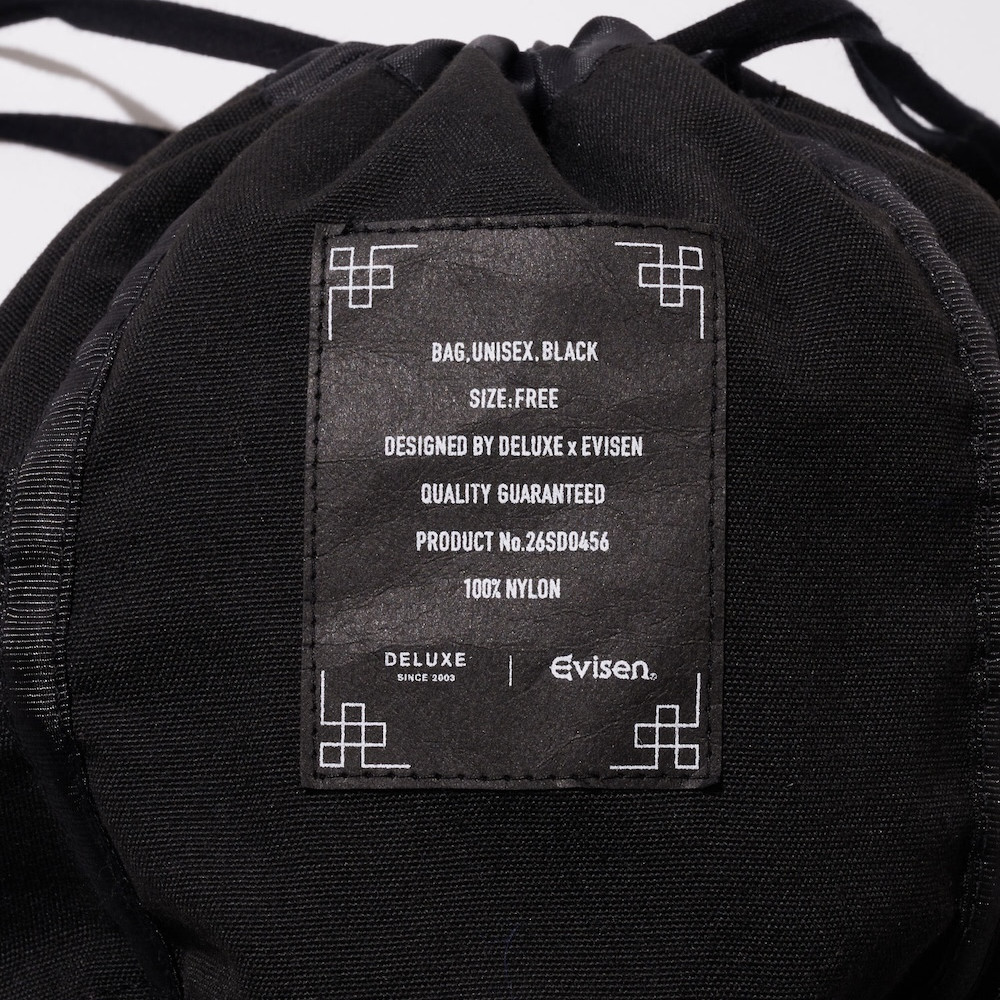 BAG,UNISEX,BLACK
SIZE:FREE
DESIGNED BY DELUXE x EVISEN
QUALITY GUARANTEED
PRODUCT No.26SD0456
100% NYLON
DELUXE
SINCE 2003
Evisen®